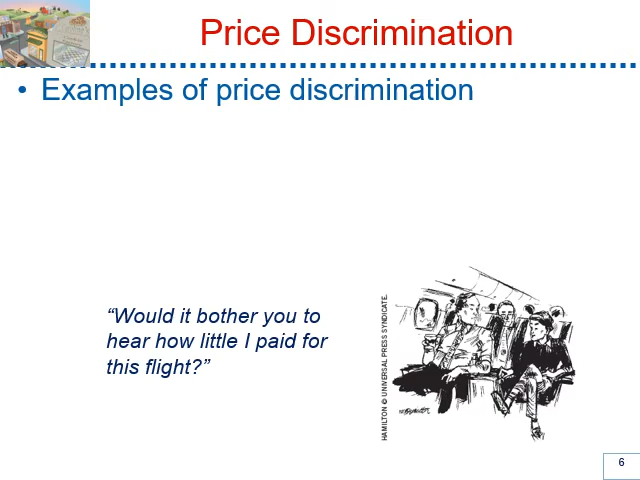 Price Discrimination
• Examples of price discrimination
“Would it bother you to
hear how little I paid for
this flight?”
HAMILTON © UNIVERSAL PRESS SYNDICATE.
6